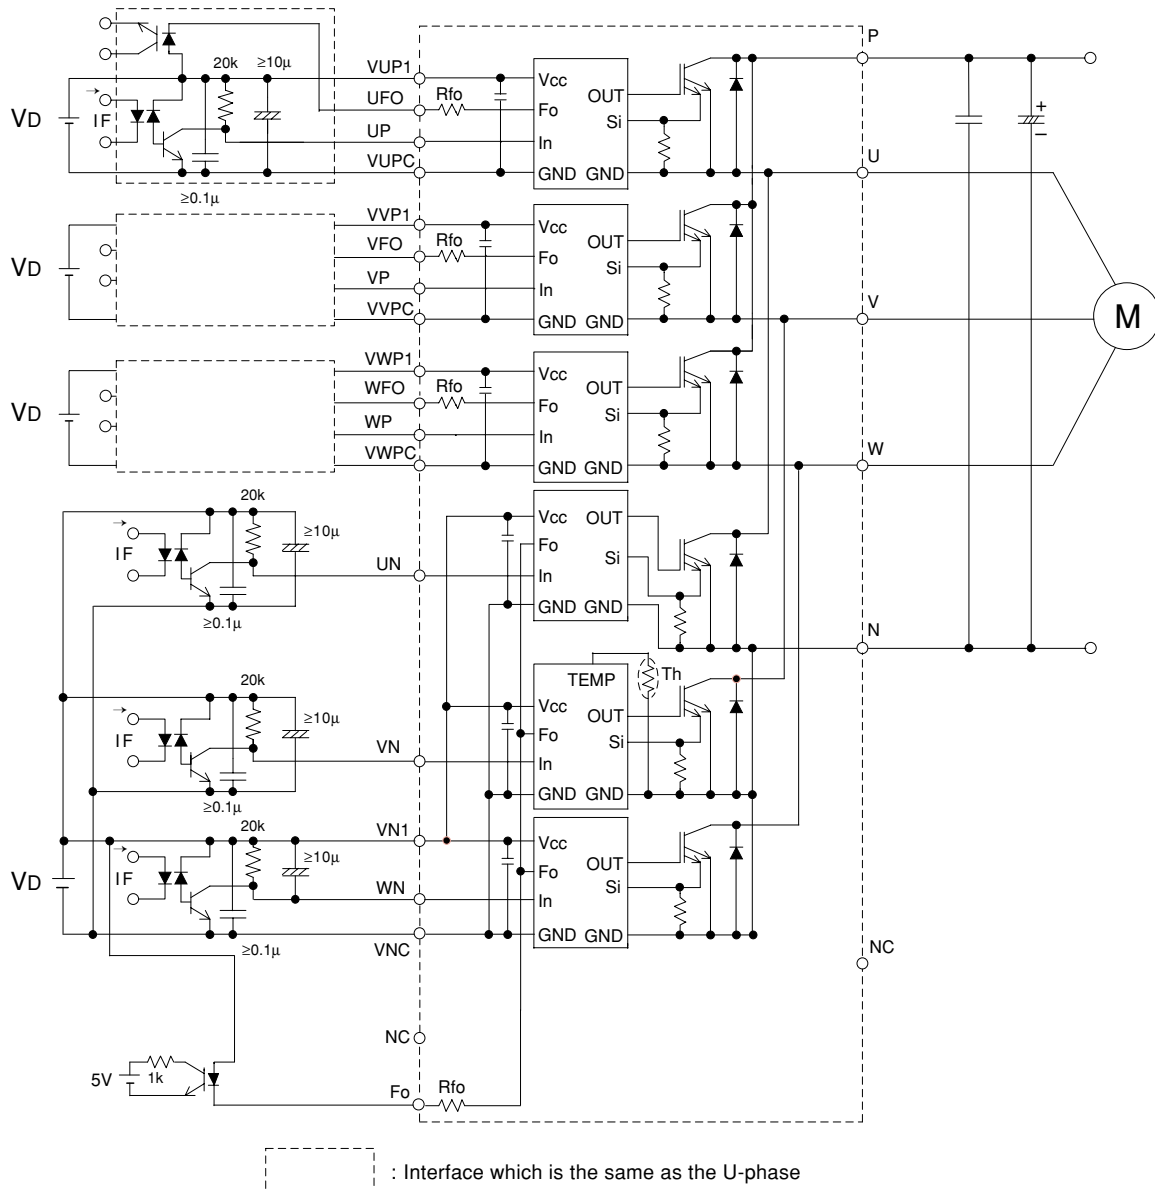 P
20k
≥10µ
VUP1
Vcc
UFO
Rfo
Fo
OUT
VD
IF
Si
+
–
UP
In
U
VUPC
GND GND
≥0.1µ
VVP1
Vcc
VFO
Rfo
Fo
OUT
VD
Si
VP
In
V
VVPC
GND GND
M
VWP1
Vcc
WFO
Rfo
Fo
OUT
VD
Si
WP
In
W
VWPC
GND GND
20k
≥10µ
Vcc
OUT
IF
Fo
Si
UN
In
GND GND
≥0.1µ
N
TEMP
Th
20k
≥10µ
Vcc
OUT
IF
Fo
Si
VN
In
GND GND
≥0.1µ
20k
VN1
Vcc
≥10µ
OUT
VD
IF
Fo
Si
WN
In
GND GND
≥0.1µ
VNC
NC
NC
5V
1k
Fo
Rfo
: Interface which is the same as the U-phase